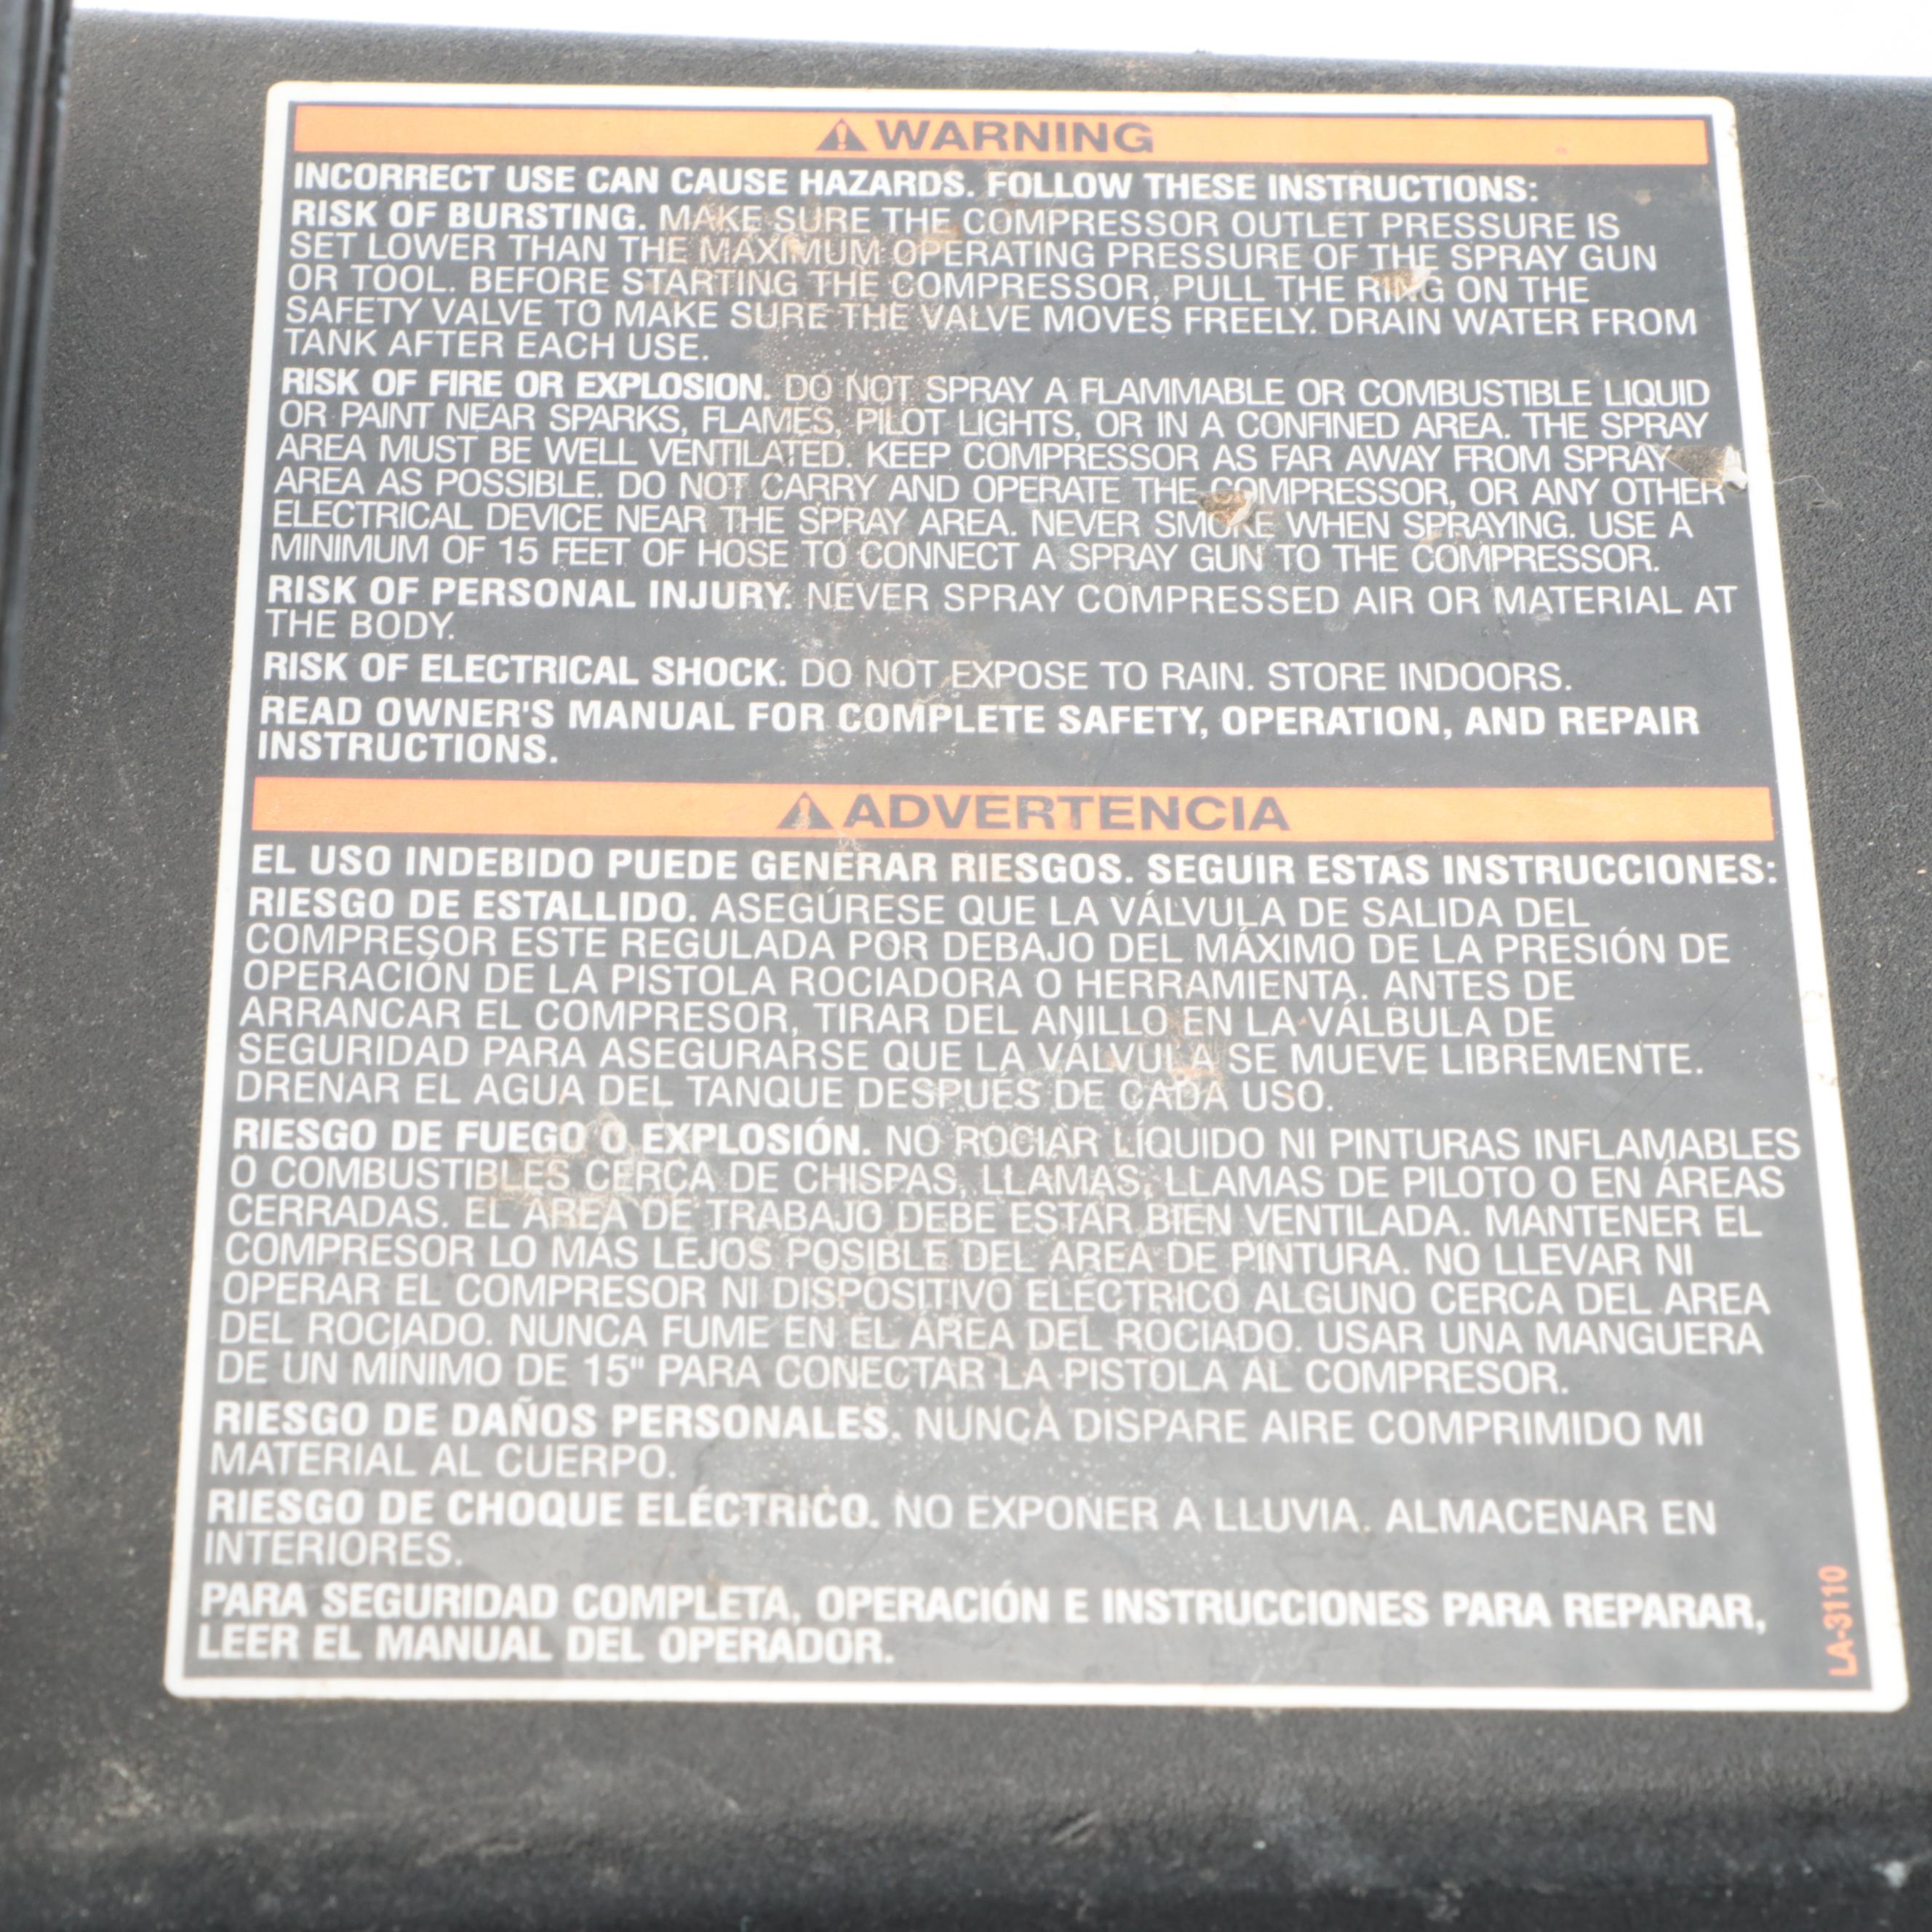 WARNING
INCORRECT USE CAN CAUSE HAZARDS. FOLLOW THESE INSTRUCTIONS:
RISK OF BURSTING. MAKE SURE THE COMPRESSOR OUTLET PRESSURE IS
SET LOWER THAN THE MAXIMUM OPERATING PRESSURE OF THE SPRAY GUN
OR TOOL. BEFORE STARTING THE COMPRESSOR, PULL THE RING ON THE
SAFETY VALVE TO MAKE SURE THE VALVE MOVES FREELY. DRAIN WATER FROM
TANK AFTER EACH USE.
RISK OF FIRE OR EXPLOSION. DO NOT SPRAY A FLAMMABLE OR COMBUSTIBLE LIQUID
OR PAINT NEAR SPARKS, FLAMES, PILOT LIGHTS, OR IN A CONFINED AREA. THE SPRAY
AREA MUST BE WELL VENTILATED. KEEP COMPRESSOR AS FAR AWAY FROM SPRAY
AREA AS POSSIBLE. DO NOT CARRY AND OPERATE THE COMPRESSOR, OR ANY OTHER
ELECTRICAL DEVICE NEAR THE SPRAY AREA. NEVER SMOKE WHEN SPRAYING. USE A
MINIMUM OF 15 FEET OF HOSE TO CONNECT A SPRAY GUN TO THE COMPRESSOR.
RISK OF PERSONAL INJURY. NEVER SPRAY COMPRESSED AIR OR MATERIAL AT
THE BODY.
RISK OF ELECTRICAL SHOCK: DO NOT EXPOSE TO RAIN. STORE INDOORS.
READ OWNER'S MANUAL FOR COMPLETE SAFETY, OPERATION, AND REPAIR
INSTRUCTIONS.
ADVERTENCIA
EL USO INDEBIDO PUEDE GENERAR RIESGOS. SEGUIR ESTAS INSTRUCCIONES:
RIESGO DE ESTALLIDO. ASEGÚRESE QUE LA VÁLVULA DE SALIDA DEL
COMPRESOR ESTE REGULADA POR DEBAJO DEL MÁXIMO DE LA PRESIÓN DE
OPERACIÓN DE LA PISTOLA ROCIADORA O HERRAMIENTA. ANTES DE
ARRANCAR EL COMPRESOR, TIRAR DEL ANILLO EN LA VÁLBULA DE
SEGURIDAD PARA ASEGURARSE QUE LA VÁLVULA SE MUEVE LIBREMENTE.
DRENAR EL AGUA DEL TANQUE DESPUÉS DE CADA USO.
RIESGO DE FUEGO O EXPLOSIÓN. NO ROCIAR LÍQUIDO NI PINTURAS INFLAMABLES
O COMBUSTIBLES CERCA DE CHISPAS, LLAMAS, LLAMAS DE PILOTO O EN ÁREAS
CERRADAS. EL AREA DE TRABAJO DEBE ESTAR BIEN VENTILADA. MANTENER EL
COMPRESOR LO MÁS LEJOS POSIBLE DEL AREA DE PINTURA. NO LLEVAR NI
OPERAR EL COMPRESOR NI DISPOSITIVO ELÉCTRICO ALGUNO CERCA DEL AREA
DEL ROCIADO. NUNCA FUME EN EL ÁREA DEL ROCIADO. USAR UNA MANGUERA
DE UN MÍNIMO DE 15" PARA CONECTAR LA PISTOLA AL COMPRESOR.
RIESGO DE DAÑOS PERSONALES. NUNCA DISPARE AIRE COMPRIMIDO MI
MATERIAL AL CUERPO.
RIESGO DE CHOQUE ELÉCTRICO. NO EXPONER A LLUVIA. ALMACENAR EN
INTERIORES.
PARA SEGURIDAD COMPLETA, OPERACIÓN E INSTRUCCIONES PARA REPARAR,
LEER EL MANUAL DEL OPERADOR.
LA-3110